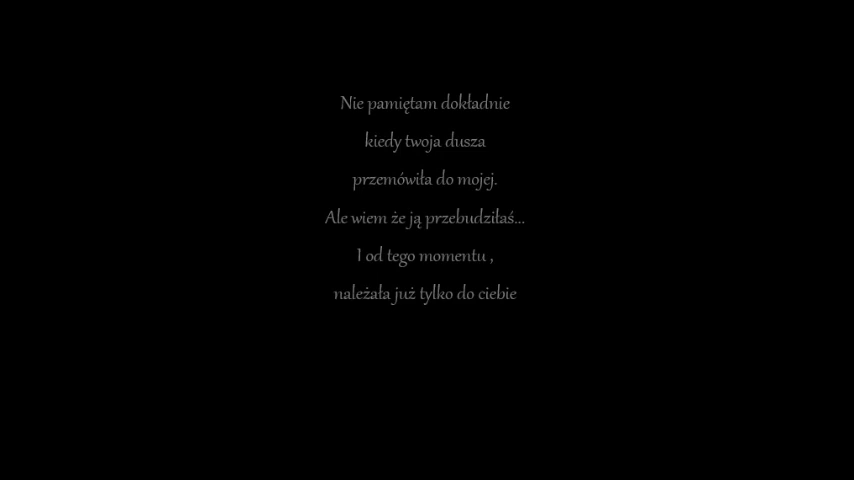 Nie pamiętam dokładnie
kiedy twoja dusza
przemówiła do mojej.
Ale wiem że ją przebudziłaś...
I od tego momentu ,
należała już tylko do ciebie